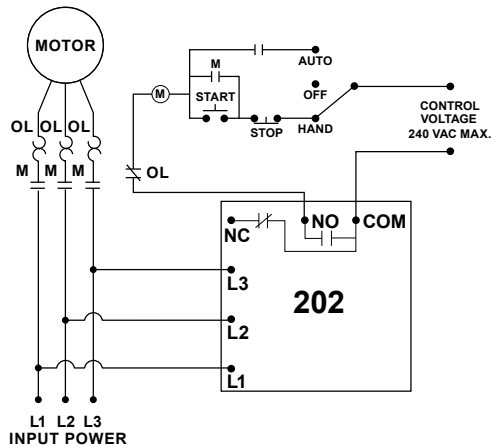 MOTOR
AUTO
M
START
OFF
M
STOP
HAND
CONTROL
VOLTAGE
240 VAC MAX.
OL OL OL
M M M
OL
NC
NO
COM
L3
202
L2
L1
L1 L2 L3
INPUT POWER